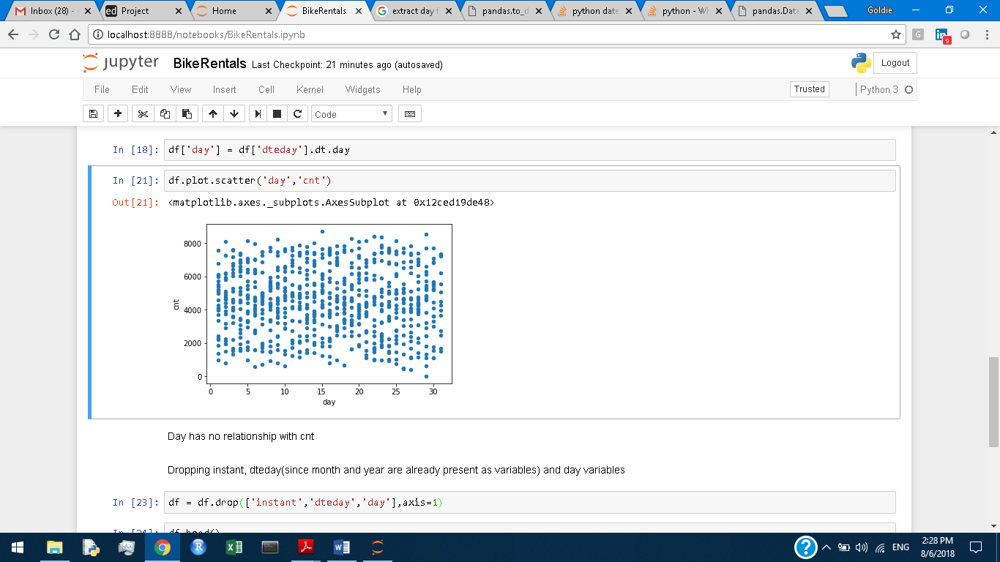 Inbox (28) -
Project
Home
BikeRentals
extract day f
pandas.to_d
python date
python - Wh
pandas.Data
Goldie
localhost:8888/notebooks/BikeRentals.ipynb
G
in
9
jupyter BikeRentals Last Checkpoint: 21 minutes ago (autosaved)
Logout
File Edit View Insert Cell Kernel Widgets Help
Trusted
Python 3
Code
In [18]: df['day'] = df['dteday'].dt.day
In [21]: df.plot.scatter('day','cnt')
Out[21]: <matplotlib.axes._subplots.AxesSubplot at 0x12ced19de48>
8000
6000
4000
2000
0
cnt
0 5 10 15 20 25 30
day
Day has no relationship with cnt
Dropping instant, dteday(since month and year are already present as variables) and day variables
In [23]: df = df.drop(['instant','dteday','day'],axis=1)
In [24]: df.head()
ENG
2:28 PM
8/6/2018